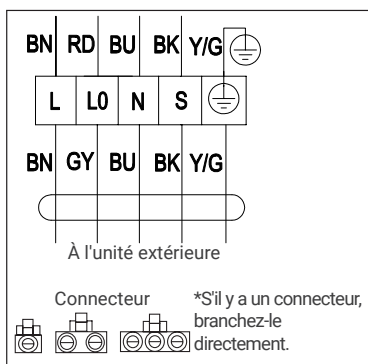 BN RD BU BK Y/G
L L0 N S
BN GY BU BK Y/G
À l'unité extérieure
Connecteur
*S'il y a un connecteur,
branchez-le
directement.